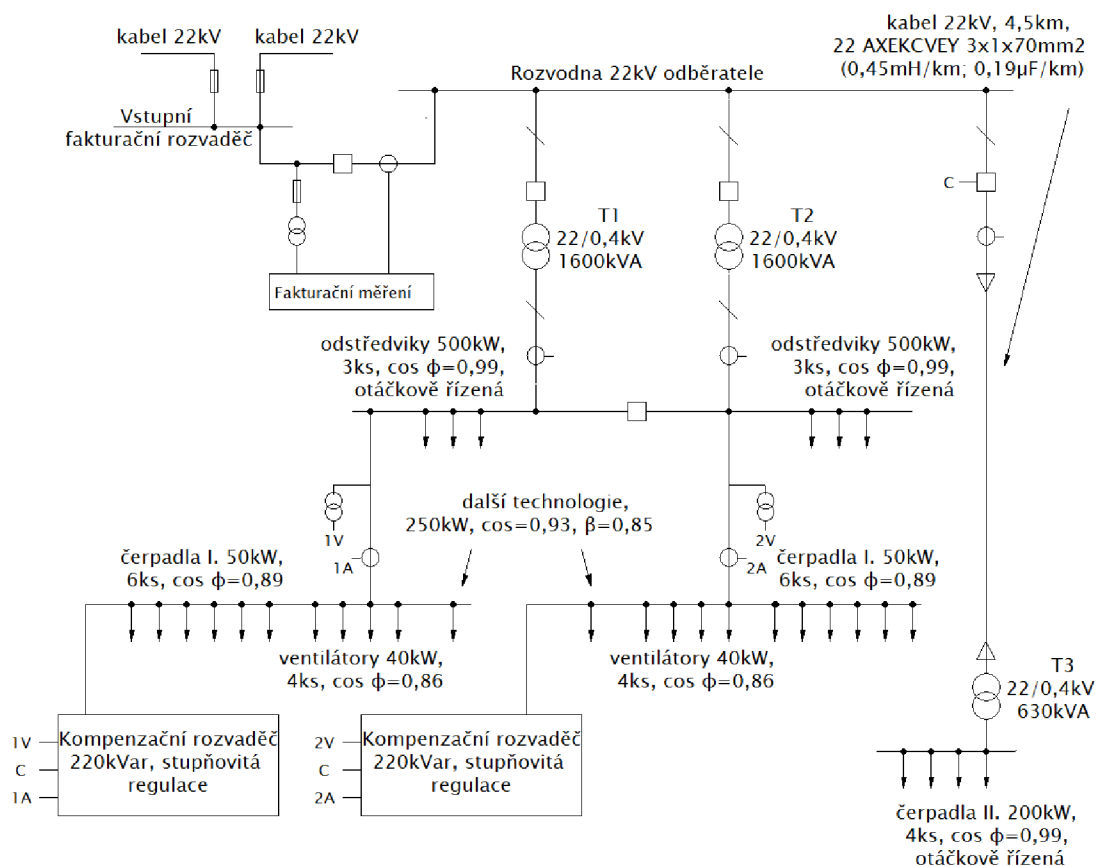 kabel 22kV
kabel 22kV
kabel 22kV, 4,5km,
22 AXEKCVEY 3x1x70mm2
(0,45mH/km; 0,19µF/km)
Rozvodna 22kV odběratele
Vstupní
fakturační rozvaděč
C
T1
22/0,4kV
1600kVA
T2
22/0,4kV
1600kVA
Fakturační měření
odstředviky 500kW,
3ks, cos ϕ=0,99,
otáčkově řízená
odstředviky 500kW,
3ks, cos ϕ=0,99,
otáčkově řízená
další technologie,
250kW, cos=0,93, β=0,85
1V
1A
2V
2A
čerpadla I. 50kW,
6ks, cos ϕ=0,89
čerpadla I. 50kW,
6ks, cos ϕ=0,89
ventilátory 40kW,
4ks, cos ϕ=0,86
ventilátory 40kW,
4ks, cos ϕ=0,86
T3
22/0,4kV
630kVA
1V
C
1A
Kompenzační rozvaděč
220kVar, stupňovitá
regulace
2V
C
2A
Kompenzační rozvaděč
220kVar, stupňovitá
regulace
čerpadla II. 200kW,
4ks, cos ϕ=0,99,
otáčkově řízená